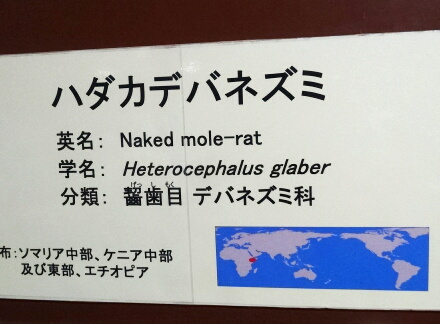 ハダカデバネズミ
英名: Naked mole-rat
学名: Heterocephalus glaber
分類: 齧歯目 デバネズミ科
布:ソマリア中部、ケニア中部
及び東部、エチオピア